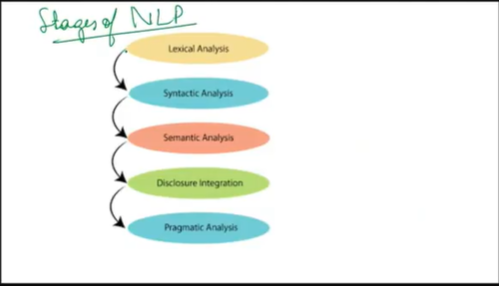 Stages of NLP
Lexical Analysis
Syntactic Analysis
Semantic Analysis
Disclosure Integration
Pragmatic Analysis